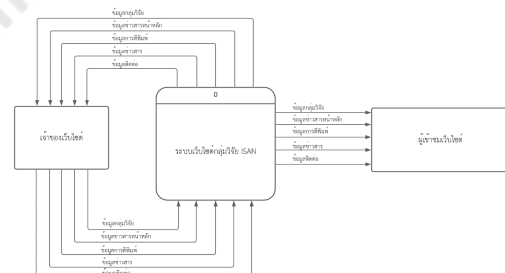 ข้อมูลกลุ่มวิจัย
ข้อมูลข่าวสารหน้าหลัก
ข้อมูลการตีพิมพ์
ข้อมูลข่าวสาร
ข้อมูลติดต่อ
0
เจ้าของเว็บไซต์
ระบบเว็บไซต์กลุ่มวิจัย ISAN
ข้อมูลกลุ่มวิจัย
ข้อมูลข่าวสารหน้าหลัก
ข้อมูลการตีพิมพ์
ข้อมูลข่าวสาร
ข้อมูลติดต่อ
ผู้เข้าชมเว็บไซต์
ข้อมูลกลุ่มวิจัย
ข้อมูลข่าวสารหน้าหลัก
ข้อมูลการตีพิมพ์
ข้อมูลข่าวสาร
ข้อมูลติดต่อ